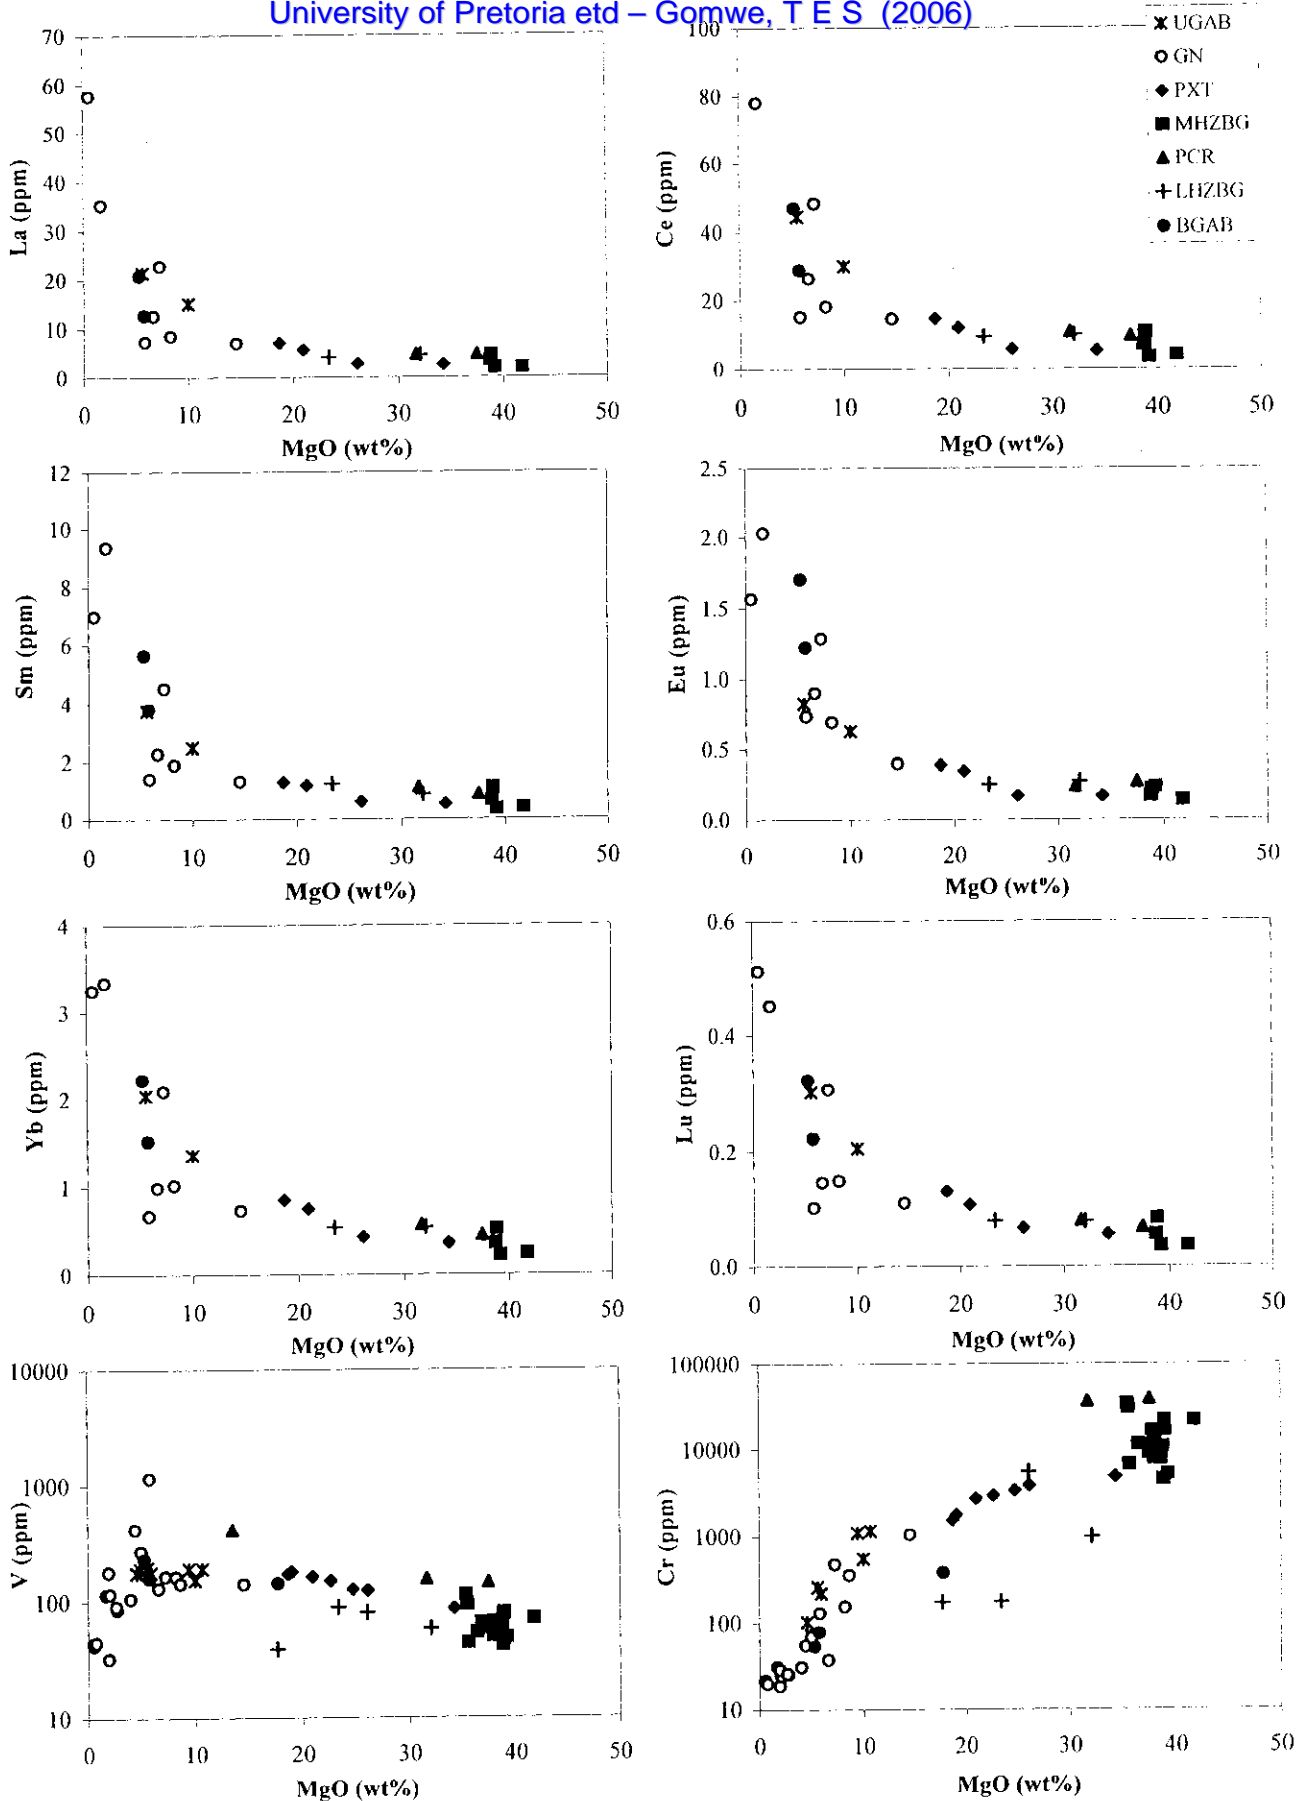 University of Pretoria etd – Gomwe, T E S (2006)
UGAB
GN
PXT
MHZBG
PCR
LHZBG
BGAB
70
60
50
40
30
20
10
0
La (ppm)
0 10 20 30 40 50
MgO (wt%)
100
80
60
40
20
0
Ce (ppm)
0 10 20 30 40 50
MgO (wt%)
12
10
8
6
4
2
0
Sm (ppm)
0 10 20 30 40 50
MgO (wt%)
2.5
2.0
1.5
1.0
0.5
0.0
Eu (ppm)
0 10 20 30 40 50
MgO (wt%)
4
3
2
1
0
Yb (ppm)
0 10 20 30 40 50
MgO (wt%)
0.6
0.4
0.2
0.0
Lu (ppm)
0 10 20 30 40 50
MgO (wt%)
10000
1000
100
10
V (ppm)
0 10 20 30 40 50
MgO (wt%)
100000
10000
1000
100
10
Cr (ppm)
0 10 20 30 40 50
MgO (wt%)